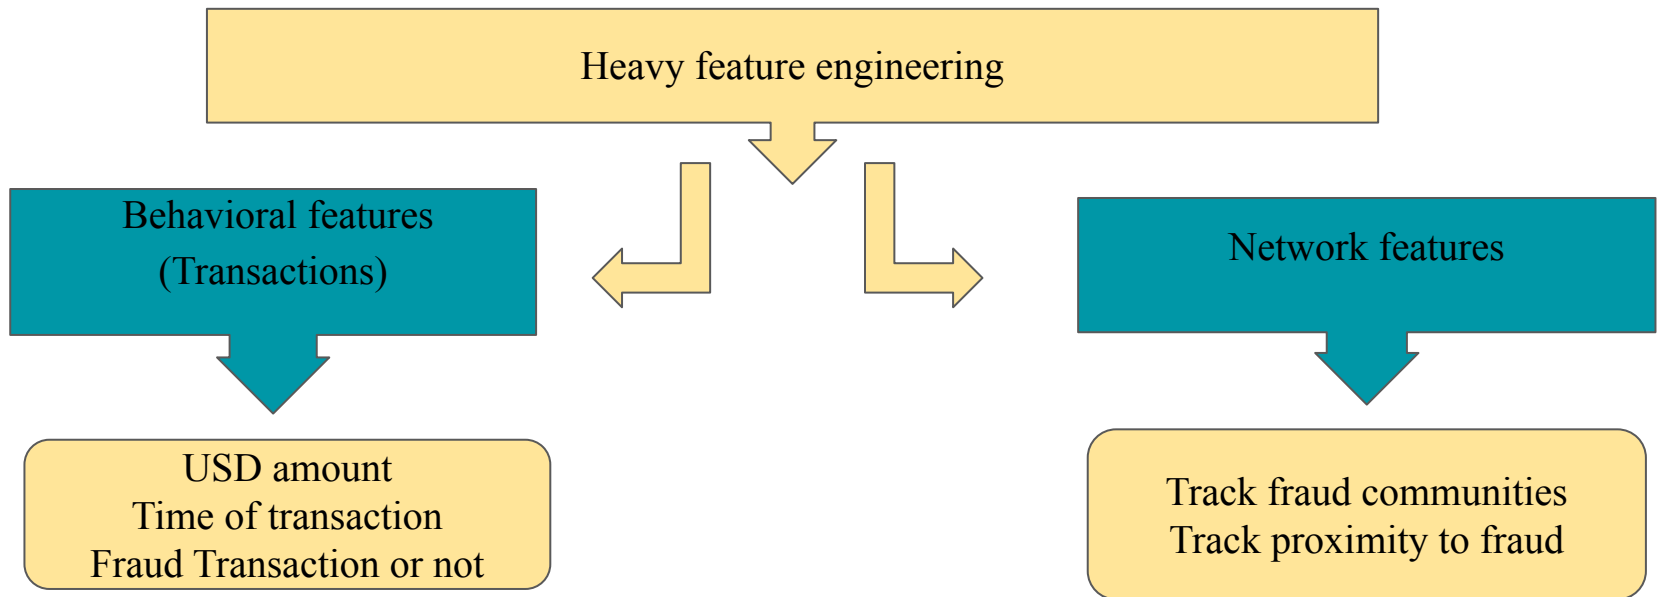 Heavy feature engineering
Behavioral features
(Transactions)
Network features
USD amount
Time of transaction
Fraud Transaction or not
Track fraud communities
Track proximity to fraud